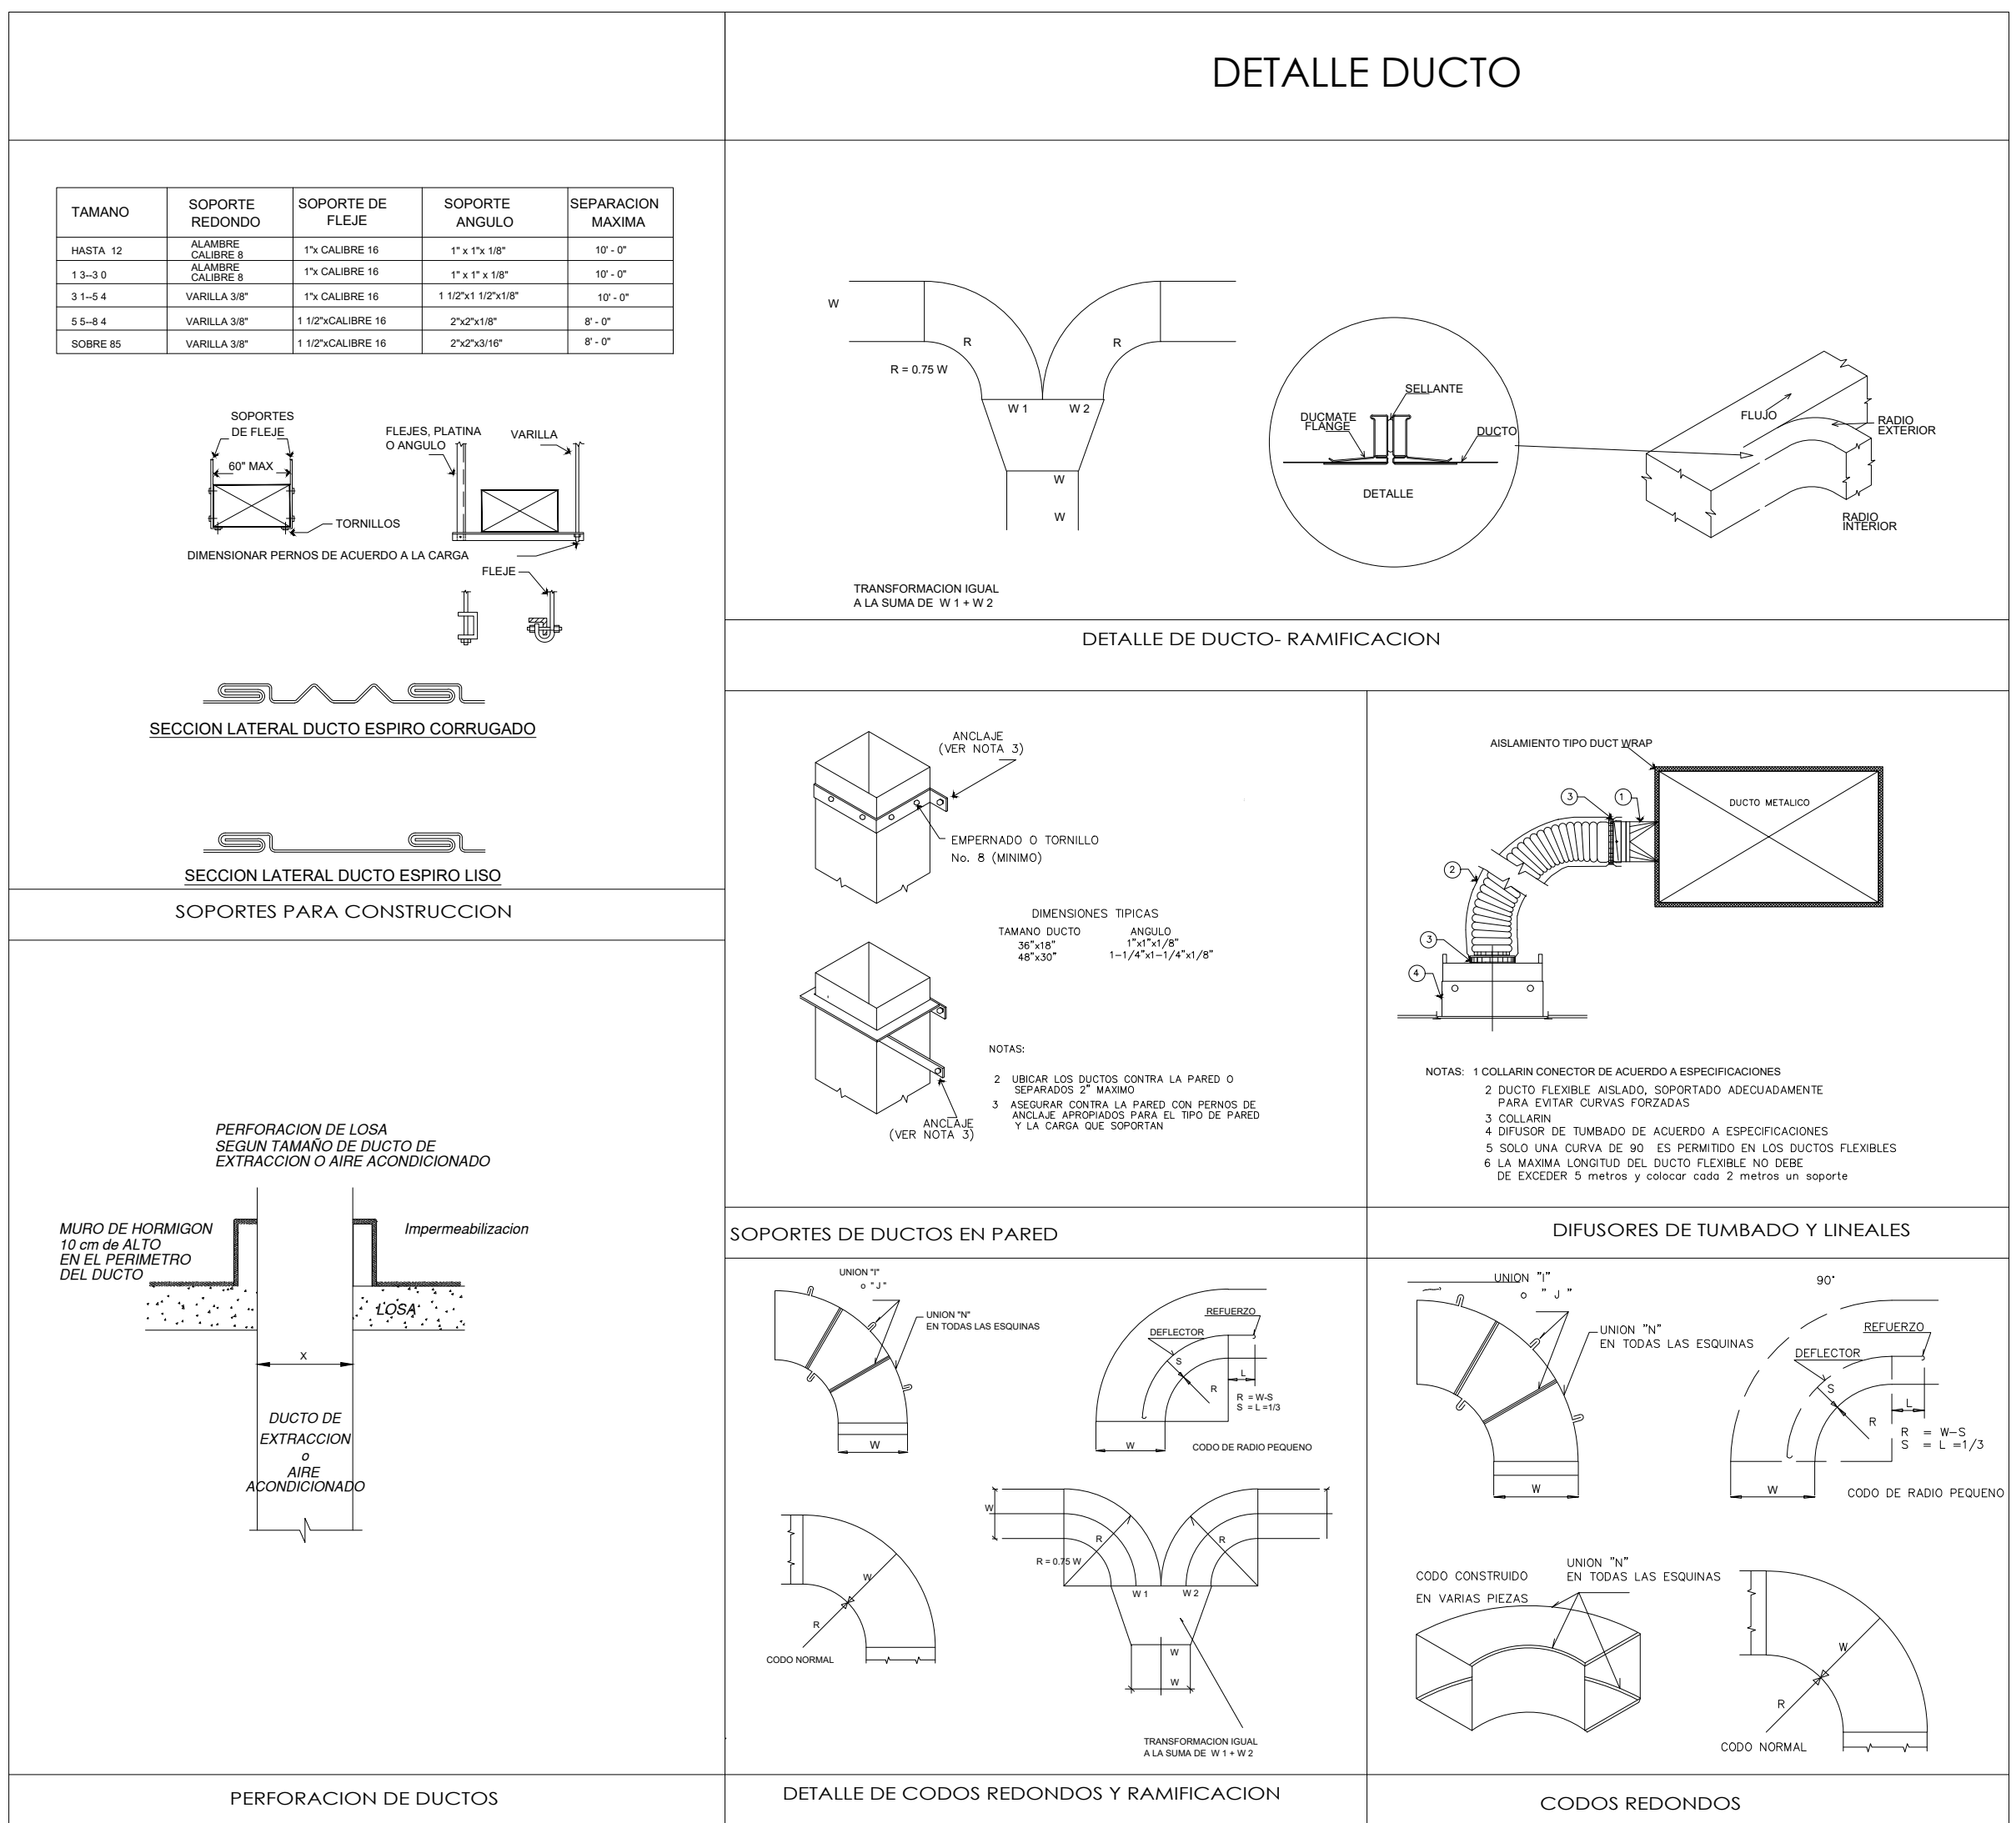 DETALLE DUCTO
TAMANO
SOPORTE
REDONDO
SOPORTE DE
FLEJE
SOPORTE
ANGULO
SEPARACION
MAXIMA
HASTA 12
ALAMBRE
CALIBRE 8
1"x CALIBRE 16
1" x 1"x 1/8"
10' - 0"
1 3--3 0
ALAMBRE
CALIBRE 8
1"x CALIBRE 16
1" x 1" x 1/8"
10' - 0"
3 1--5 4
VARILLA 3/8"
1"x CALIBRE 16
1 1/2"x1 1/2"x1/8"
10' - 0"
5 5--8 4
VARILLA 3/8"
1 1/2"xCALIBRE 16
2"x2"x1/8"
8' - 0"
SOBRE 85
VARILLA 3/8"
1 1/2"xCALIBRE 16
2"x2"x3/16"
8' - 0"
SOPORTES
DE FLEJE
60" MAX
TORNILLOS
FLEJES, PLATINA
O ANGULO
VARILLA
DIMENSIONAR PERNOS DE ACUERDO A LA CARGA
FLEJE
SECCION LATERAL DUCTO ESPIRO CORRUGADO
SECCION LATERAL DUCTO ESPIRO LISO
SOPORTES PARA CONSTRUCCION
W
R
R
R = 0.75 W
W 1
W 2
W
W
TRANSFORMACION IGUAL
A LA SUMA DE W 1 + W 2
SELLANTE
DUCMATE
FLANGE
DUCTO
DETALLE
FLUJO
RADIO
EXTERIOR
RADIO
INTERIOR
DETALLE DE DUCTO- RAMIFICACION
ANCLAJE
(VER NOTA 3)
EMPERNADO O TORNILLO
No. 8 (MINIMO)
DIMENSIONES TIPICAS
TAMANO DUCTO
ANGULO
36"x18"
1"x1"x1/8"
48"x30"
1-1/4"x1-1/4"x1/8"
NOTAS:
2 UBICAR LOS DUCTOS CONTRA LA PARED O
SEPARADOS 2" MAXIMO
3 ASEGURAR CONTRA LA PARED CON PERNOS DE
ANCLAJE APROPIADOS PARA EL TIPO DE PARED
Y LA CARGA QUE SOPORTAN
ANCLAJE
(VER NOTA 3)
SOPORTES DE DUCTOS EN PARED
AISLAMIENTO TIPO DUCT WRAP
DUCTO METALICO
3
1
2
3
4
NOTAS: 1 COLLARIN CONECTOR DE ACUERDO A ESPECIFICACIONES
2 DUCTO FLEXIBLE AISLADO, SOPORTADO ADECUADAMENTE
PARA EVITAR CURVAS FORZADAS
3 COLLARIN
4 DIFUSOR DE TUMBADO DE ACUERDO A ESPECIFICACIONES
5 SOLO UNA CURVA DE 90 ES PERMITIDO EN LOS DUCTOS FLEXIBLES
6 LA MAXIMA LONGITUD DEL DUCTO FLEXIBLE NO DEBE
DE EXCEDER 5 metros y colocar cada 2 metros un soporte
DIFUSORES DE TUMBADO Y LINEALES
PERFORACION DE LOSA
SEGUN TAMAÑO DE DUCTO DE
EXTRACCION O AIRE ACONDICIONADO
MURO DE HORMIGON
10 cm de ALTO
EN EL PERIMETRO
DEL DUCTO
Impermeabilizacion
LOSA
X
DUCTO DE
EXTRACCION
o
AIRE
ACONDICIONADO
PERFORACION DE DUCTOS
UNION "I"
o " J "
UNION "N"
EN TODAS LAS ESQUINAS
W
REFUERZO
DEFLECTOR
S
L
R
R = W-S
S = L =1/3
W
CODO DE RADIO PEQUENO
W
R
CODO NORMAL
W
R
R
R = 0.75 W
W 1
W 2
W
W
TRANSFORMACION IGUAL
A LA SUMA DE W 1 + W 2
DETALLE DE CODOS REDONDOS Y RAMIFICACION
UNION "I"
o " J "
UNION "N"
EN TODAS LAS ESQUINAS
W
90°
REFUERZO
DEFLECTOR
S
L
R
R = W-S
S = L =1/3
W
CODO DE RADIO PEQUENO
CODO CONSTRUIDO
EN VARIAS PIEZAS
UNION "N"
EN TODAS LAS ESQUINAS
W
R
CODO NORMAL
CODOS REDONDOS